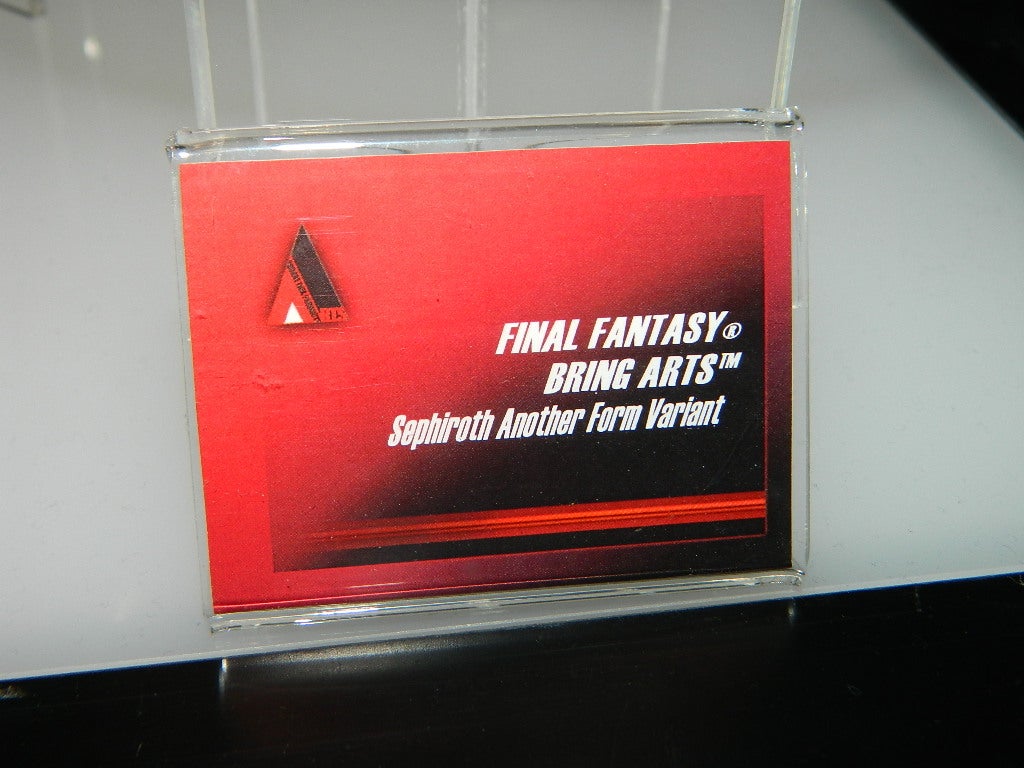 FINAL FANTASY®
BRING ARTS™
Sephiroth Another Form Variant